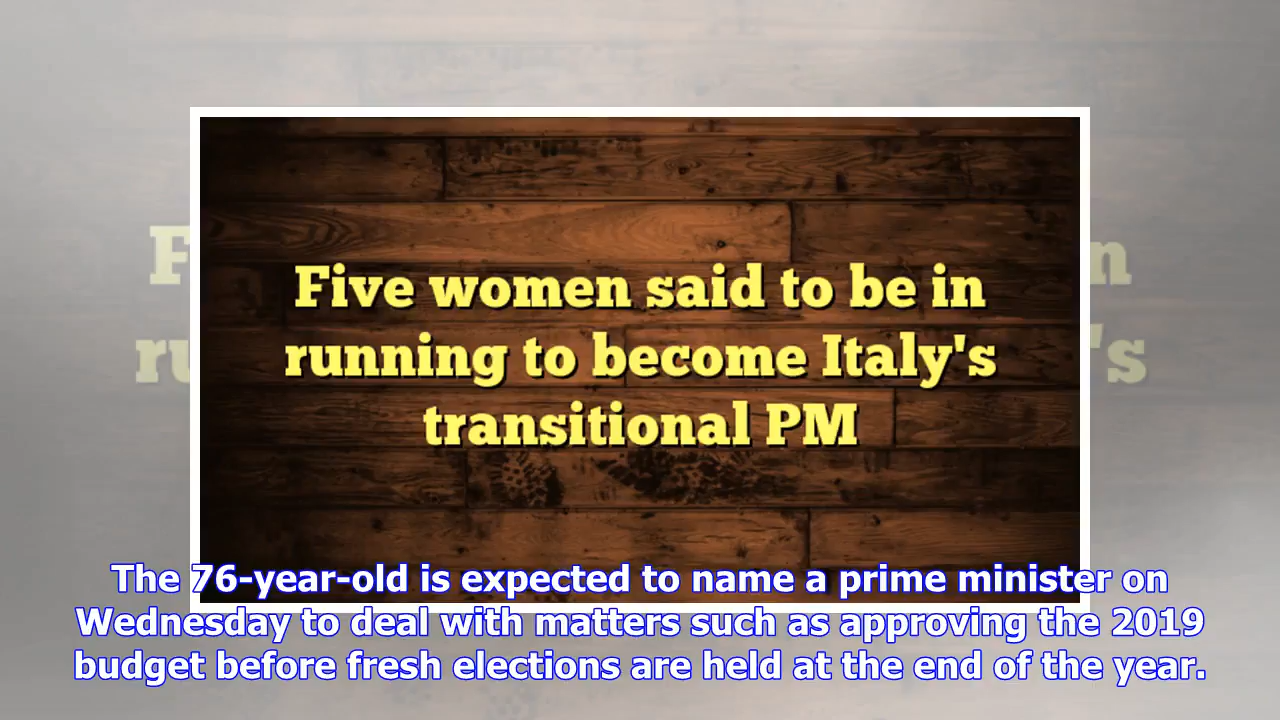 Five women said to be in
running to become Italy's
transitional PM
The 76-year-old is expected to name a prime minister on
Wednesday to deal with matters such as approving the 2019
budget before fresh elections are held at the end of the year.